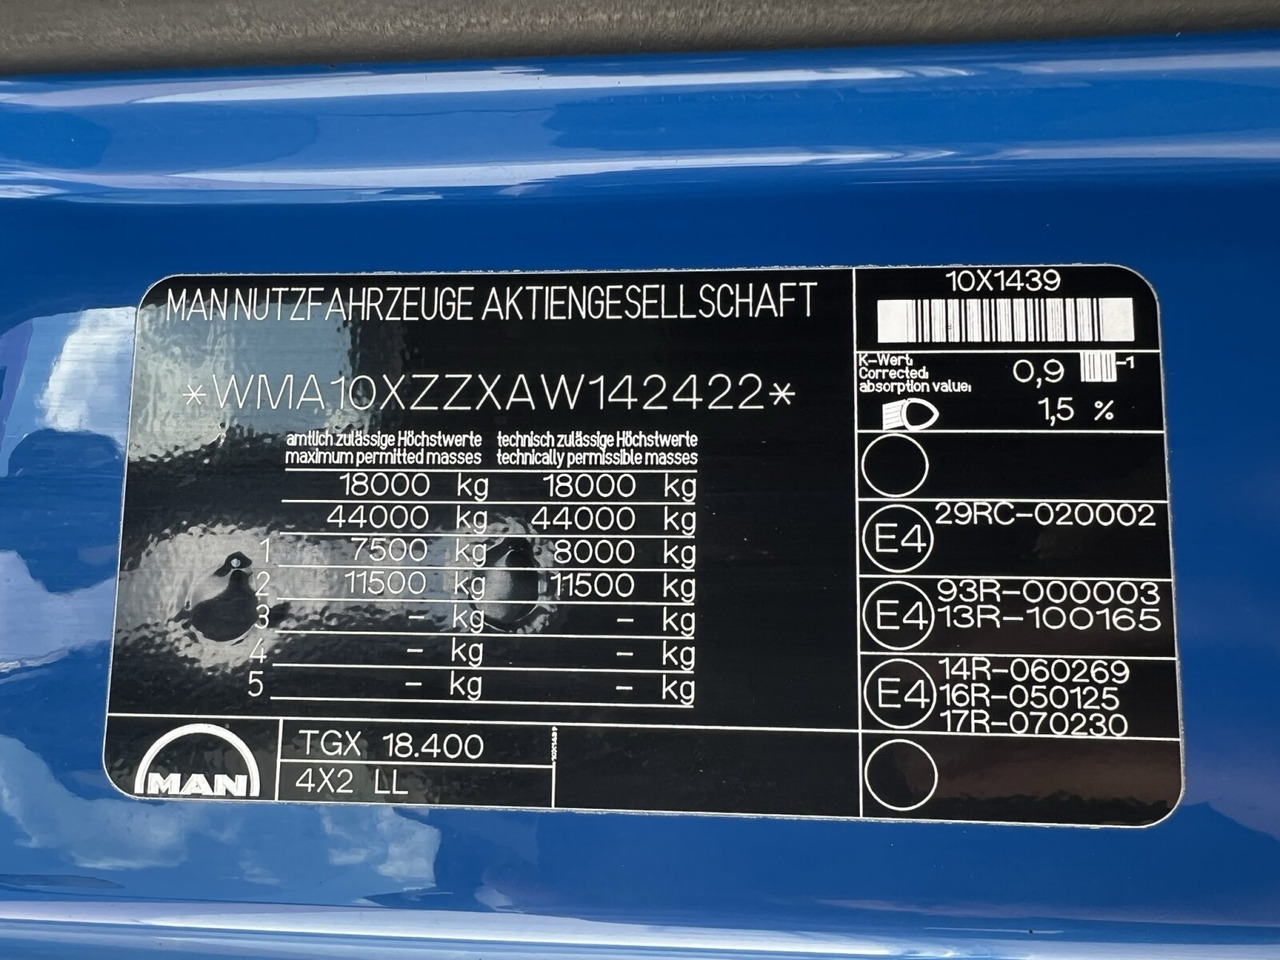 MAN NUTZFAHRZEUGE AKTIENGESELLSCHAFT
*WMA10XZZXAW142422*
amtlich zulässige Höchstwerte technisch zulässige Höchstwerte
maximum permitted masses technically permissible masses
18000 kg 18000 kg
44000 kg 44000 kg
1 7500 kg 8000 kg
2 11500 kg 11500 kg
3 – kg – kg
4 – kg – kg
5 – kg – kg
MAN
TGX 18.400
4X2 LL
10X1439
10X1439
K-Wert:
Corrected:
absorption value:
0,9 -1
1,5 %
E4 29RC-020002
E4 93R-000003
13R-100165
E4 14R-060269
16R-050125
17R-070230